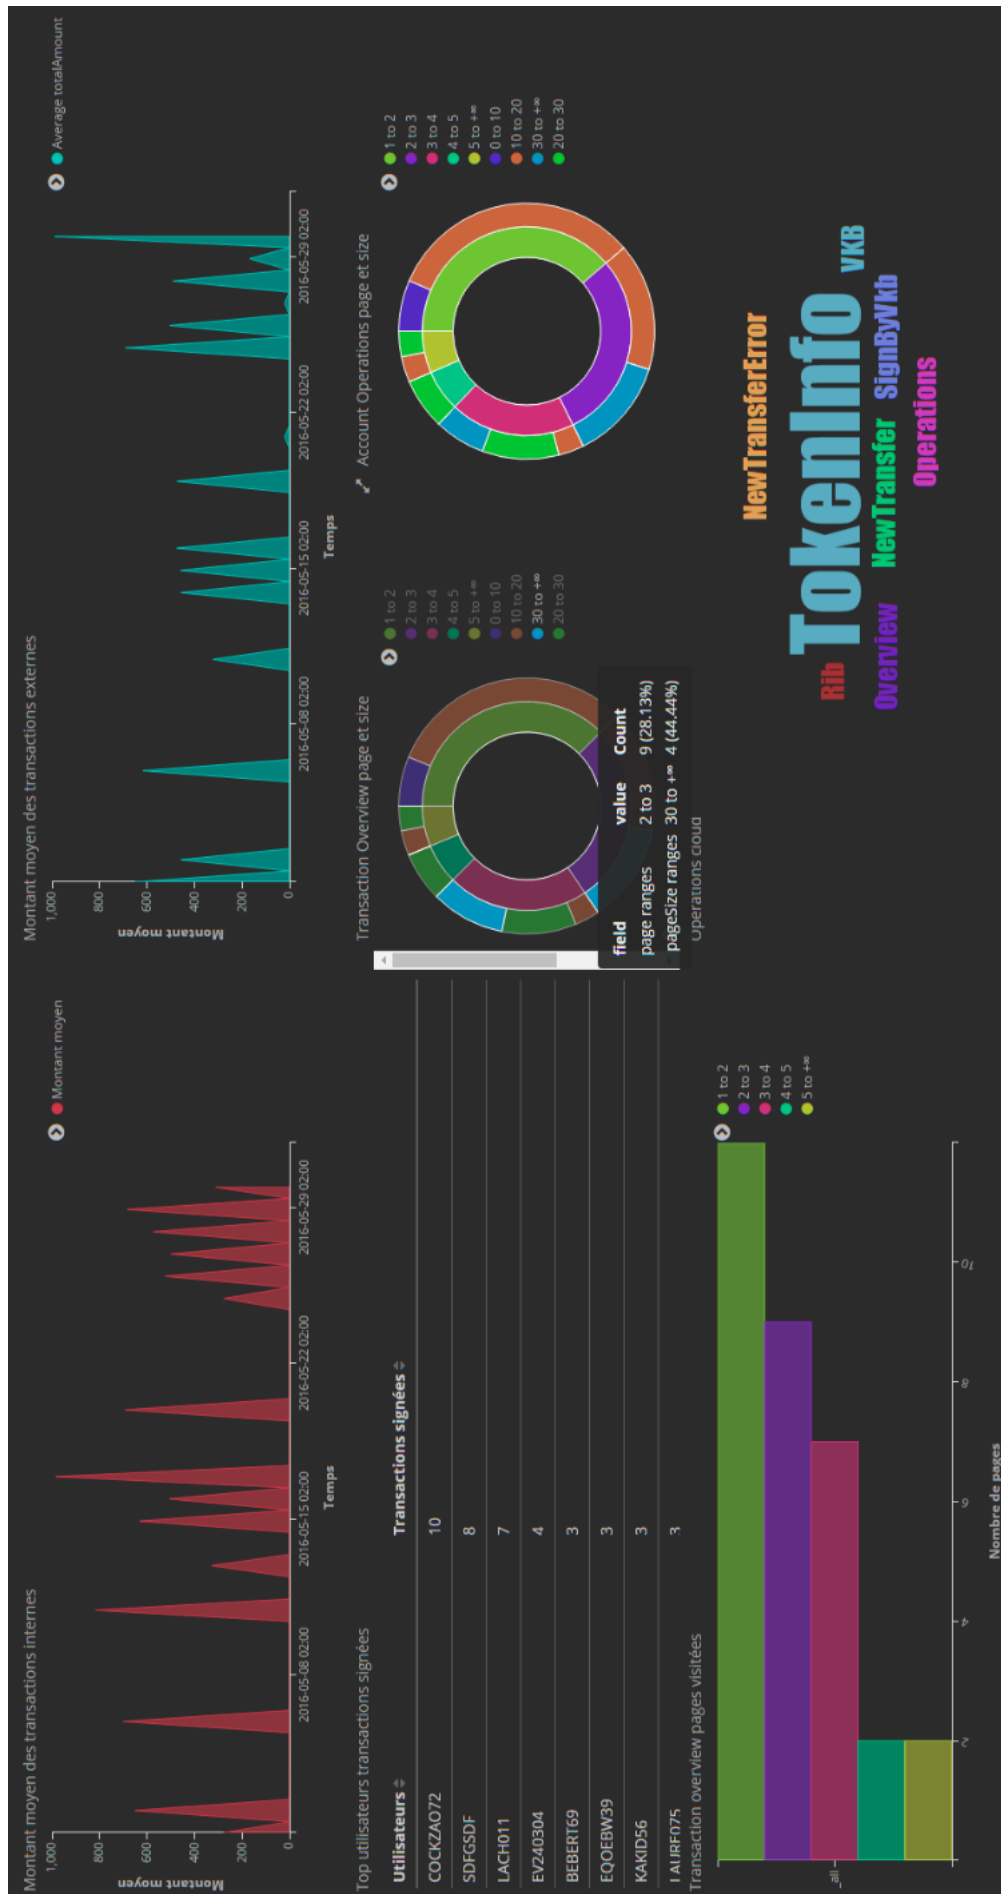 Montant moyen des transactions internes
Montant moyen
1,000
800
600
400
200
0
Montant moyen
2016-05-08 02:00
2016-05-15 02:00
2016-05-22 02:00
2016-05-29 02:00
Temps
Montant moyen des transactions externes
Average totalAmount
1,000
800
600
400
200
0
Montant moyen
2016-05-08 02:00
2016-05-15 02:00
2016-05-22 02:00
2016-05-29 02:00
Temps
Top utilisateurs transactions signées
Utilisateurs Transactions signées
COCKZAO72 10
SDFGSDF 8
LACH011 7
EV240304 4
BEBERT69 3
EQOEBW39 3
KAKID56 3
LAURE075 3
Transaction Overview page et size
1 to 2
2 to 3
3 to 4
4 to 5
5 to +∞
0 to 10
10 to 20
30 to +∞
20 to 30
field value Count
page ranges 2 to 3 9 (28.13%)
pageSize ranges 30 to +∞ 4 (44.44%)
Account Operations page et size
1 to 2
2 to 3
3 to 4
4 to 5
5 to +∞
0 to 10
10 to 20
30 to +∞
20 to 30
Transaction overview pages visitées
1 to 2
2 to 3
3 to 4
4 to 5
5 to +∞
_all
2
4
6
8
10
Nombre de pages
Operations cloud
NewTransferError
Rib
TokenInfo
VKB
Overview
NewTransfer
SignByVkb
Operations